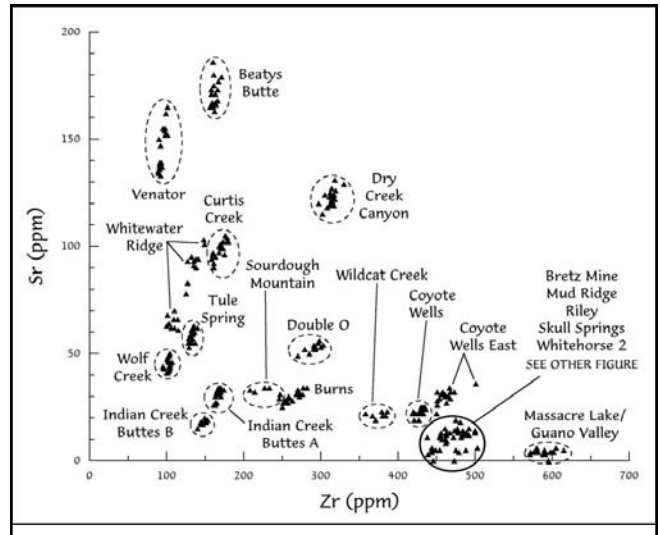 200
150
100
50
0
Sr (ppm)
Beatys
Butte
Venator
Curtis
Creek
Dry
Creek
Canyon
Whitewater
Ridge
Sourdough
Mountain
Wildcat Creek
Bretz Mine
Mud Ridge
Riley
Skull Springs
Whitehorse 2
SEE OTHER FIGURE
Tule
Spring
Coyote
Wells
Double O
Coyote
Wells East
Wolf
Creek
Burns
Indian Creek
Buttes B
Indian Creek
Buttes A
Massacre Lake/
Guano Valley
0 100 200 300 400 500 600 700
Zr (ppm)